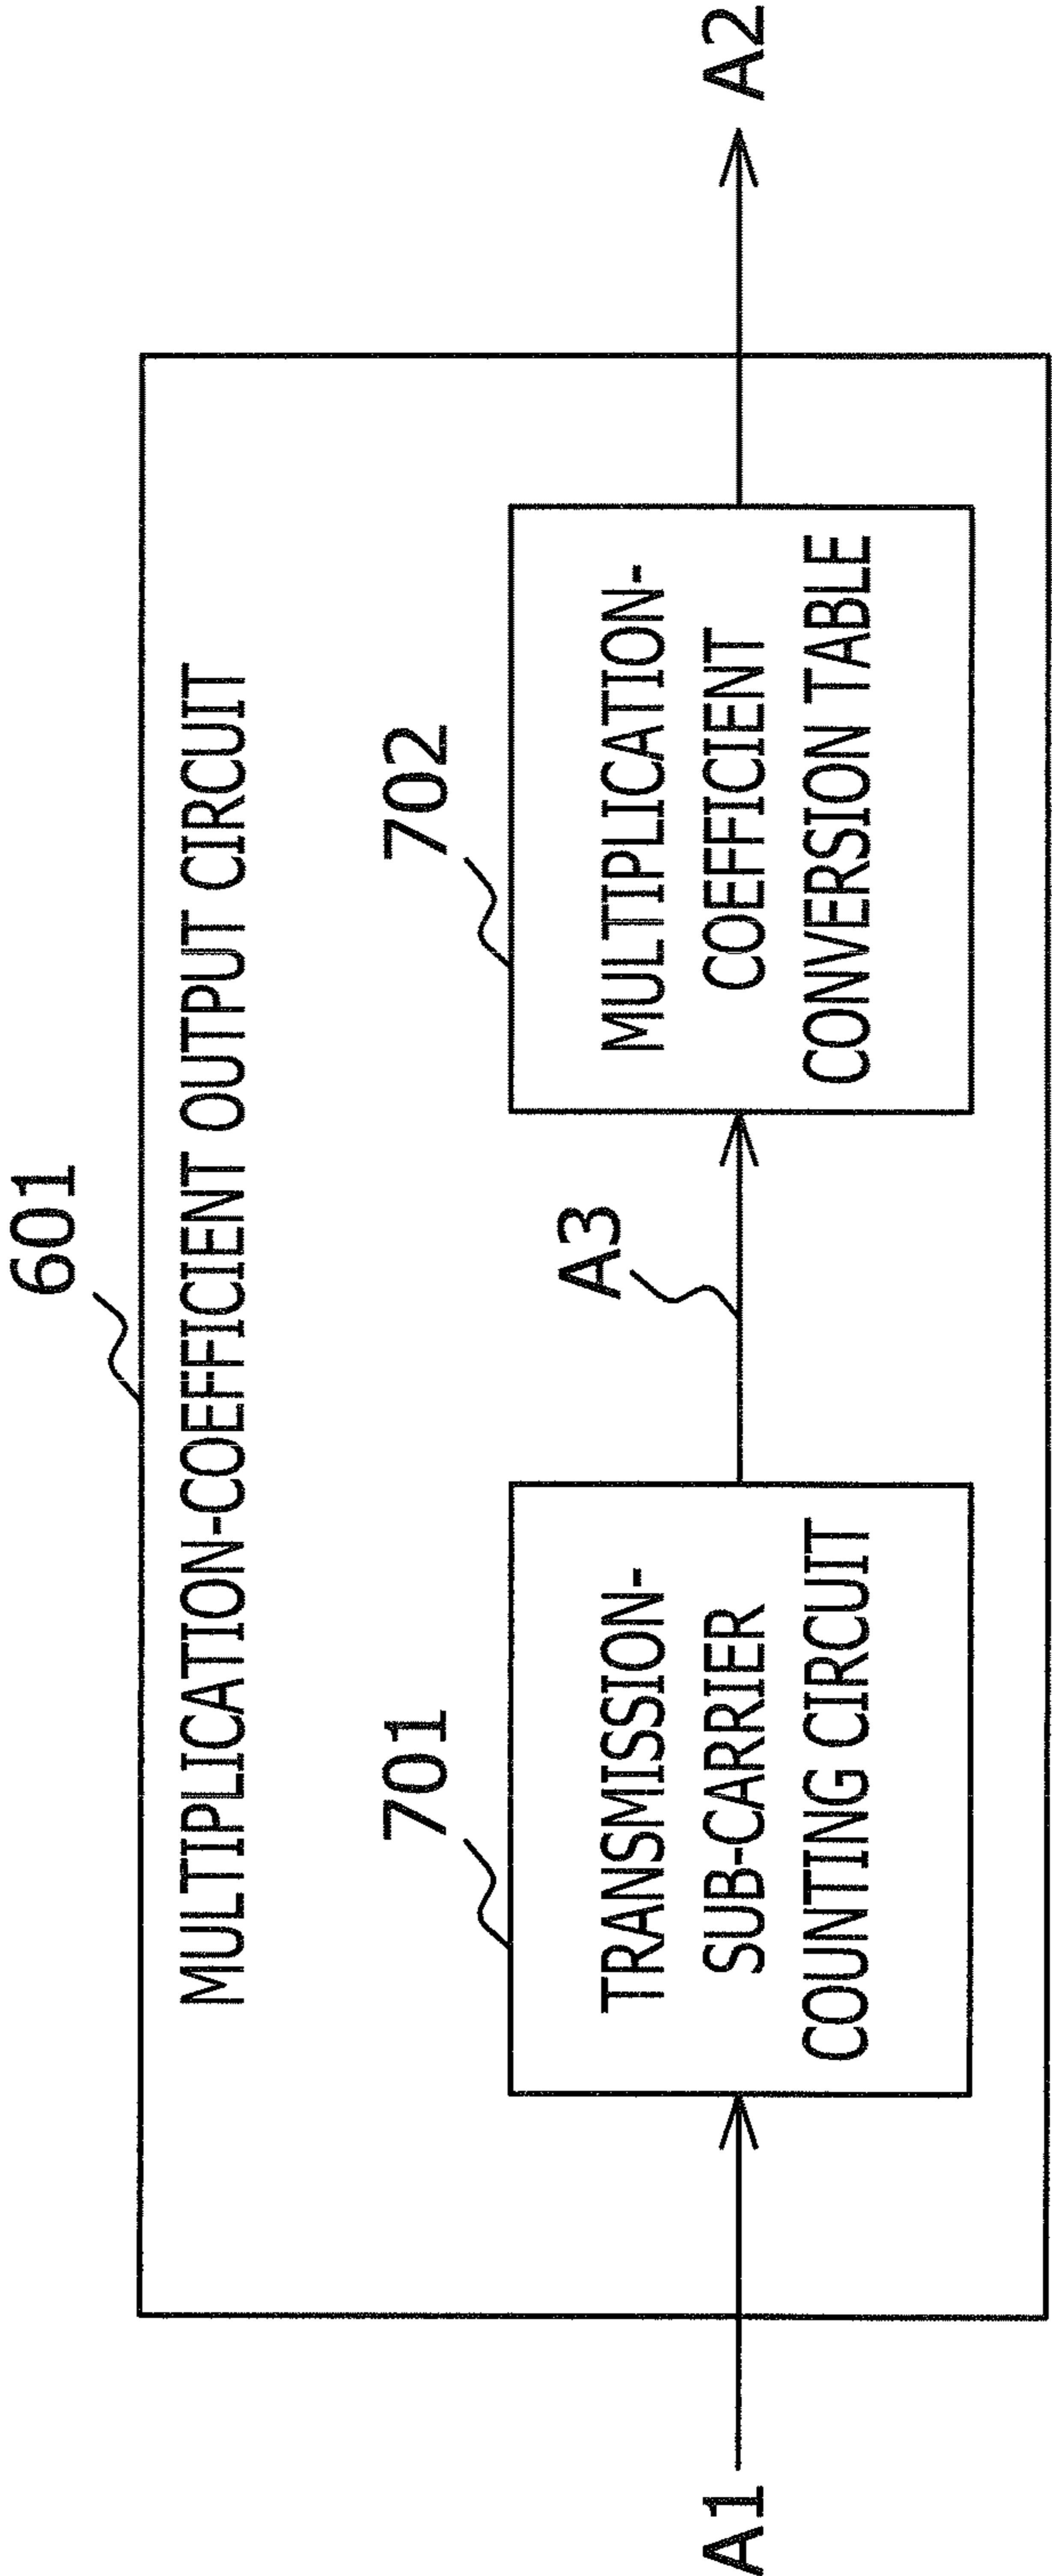 601
MULTIPLICATION-COEFFICIENT OUTPUT CIRCUIT
701
702
TRANSMISSION-
SUB-CARRIER
COUNTING CIRCUIT
MULTIPLICATION-
COEFFICIENT
CONVERSION TABLE
A1
A3
A2